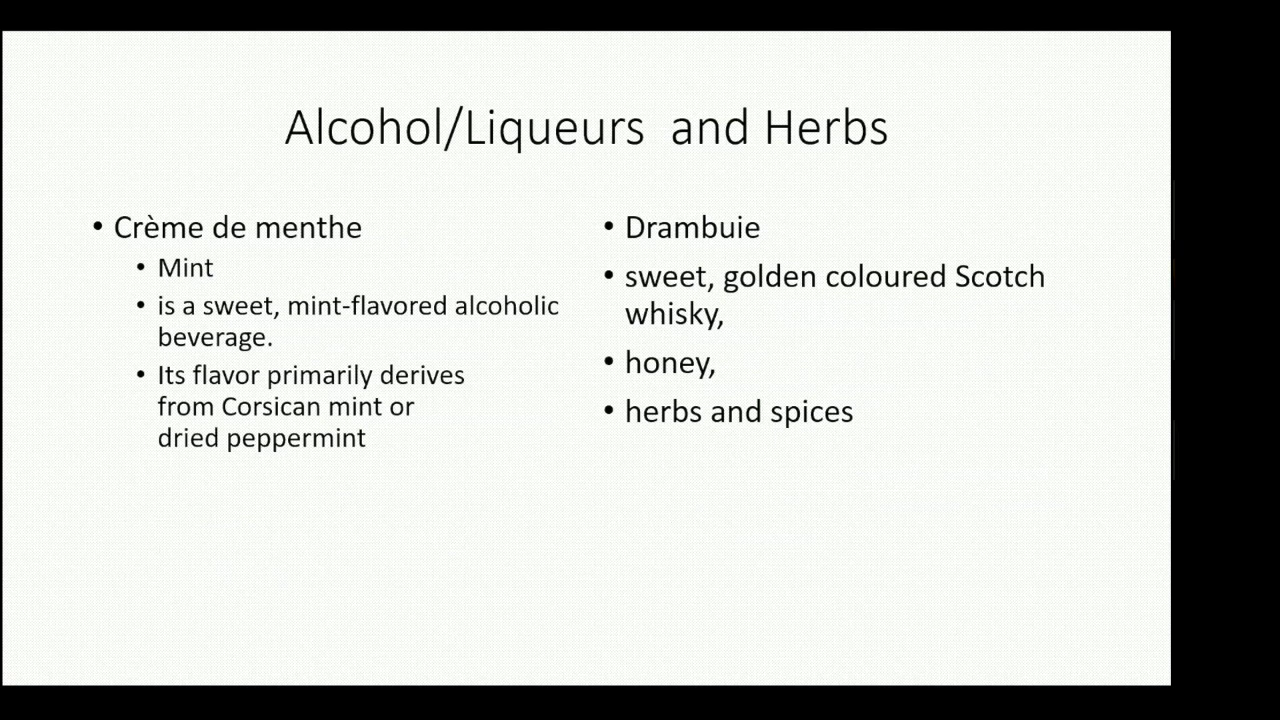 Alcohol/Liqueurs  and Herbs
• Crème de menthe
• Mint
• is a sweet, mint-flavored alcoholic
beverage.
• Its flavor primarily derives
from Corsican mint or
dried peppermint
• Drambuie
• sweet, golden coloured Scotch
whisky,
• honey,
• herbs and spices